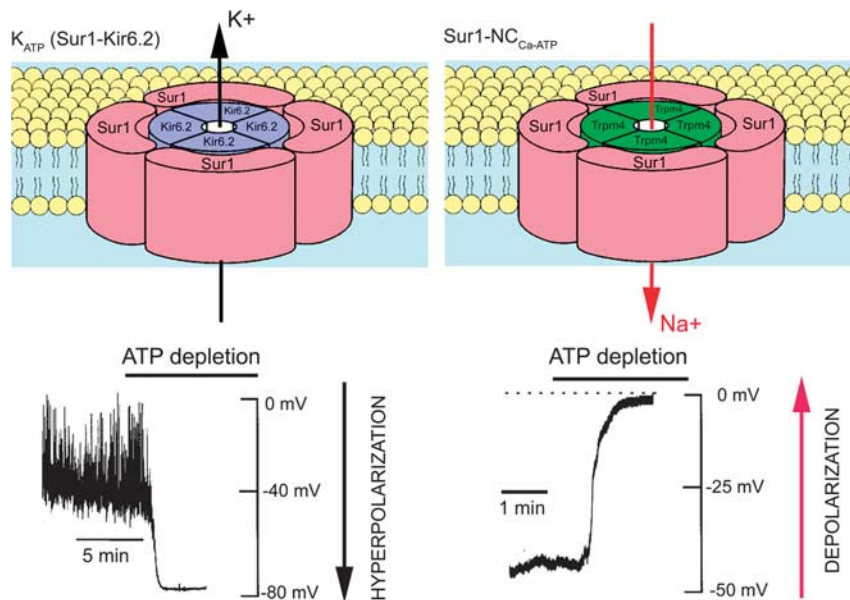 K+
K_ATP (Sur1-Kir6.2)
Sur1
Kir6.2
Sur1
Kir6.2
Kir6.2
Sur1
Kir6.2
Sur1
Sur1-NC_Ca-ATP
Sur1
Trpm4
Sur1
Trpm4
Trpm4
Sur1
Trpm4
Sur1
Na+
ATP depletion
0 mV
-40 mV
-80 mV
5 min
HYPERPOLARIZATION
ATP depletion
0 mV
-25 mV
-50 mV
1 min
DEPOLARIZATION